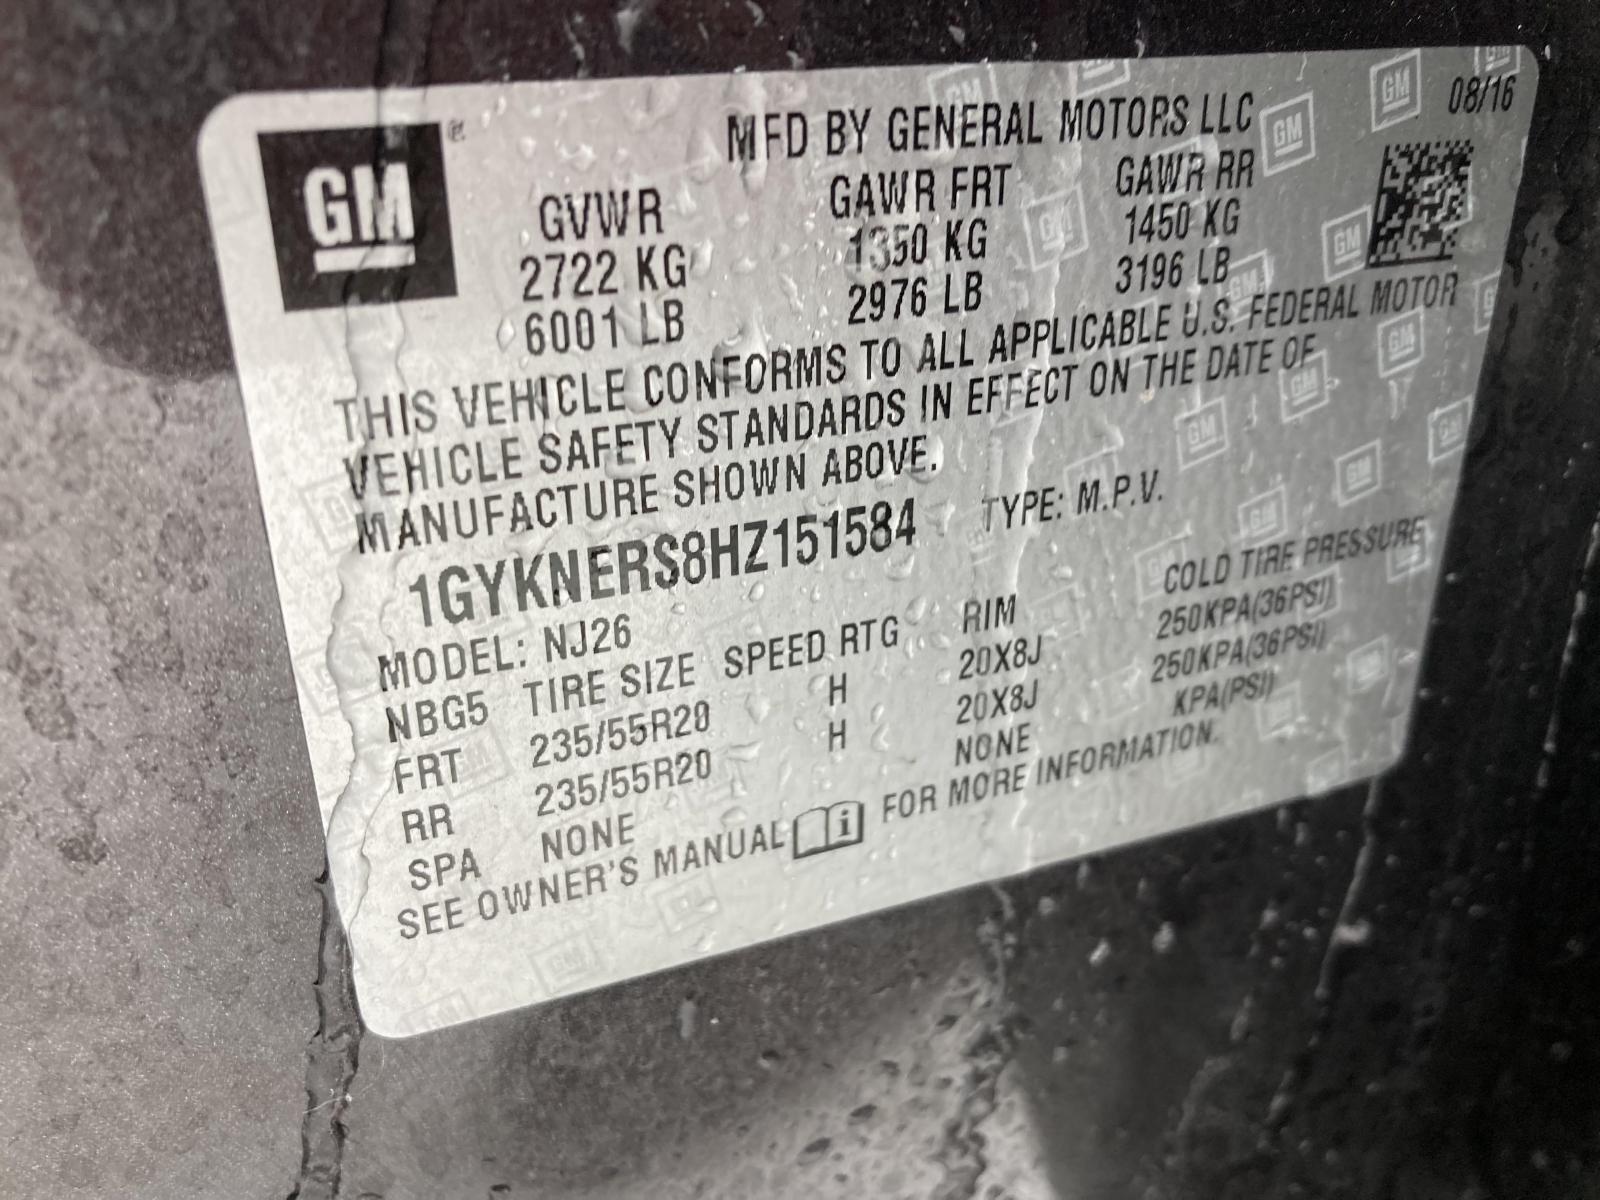 GM
MFD BY GENERAL MOTORS LLC 08/16
GVWR GAWR FRT GAWR RR
2722 KG 1350 KG 1450 KG
6001 LB 2976 LB 3196 LB
THIS VEHICLE CONFORMS TO ALL APPLICABLE U.S. FEDERAL MOTOR
VEHICLE SAFETY STANDARDS IN EFFECT ON THE DATE OF
MANUFACTURE SHOWN ABOVE.
1GYKNERS8HZ151584 TYPE: M.P.V.
MODEL: NJ26
NBG5 TIRE SIZE SPEED RTG RIM COLD TIRE PRESSURE
FRT 235/55R20 H 20X8J 250KPA(36PSI)
RR 235/55R20 H 20X8J 250KPA(36PSI)
SPA NONE NONE KPA(PSI)
SEE OWNER'S MANUAL i FOR MORE INFORMATION.